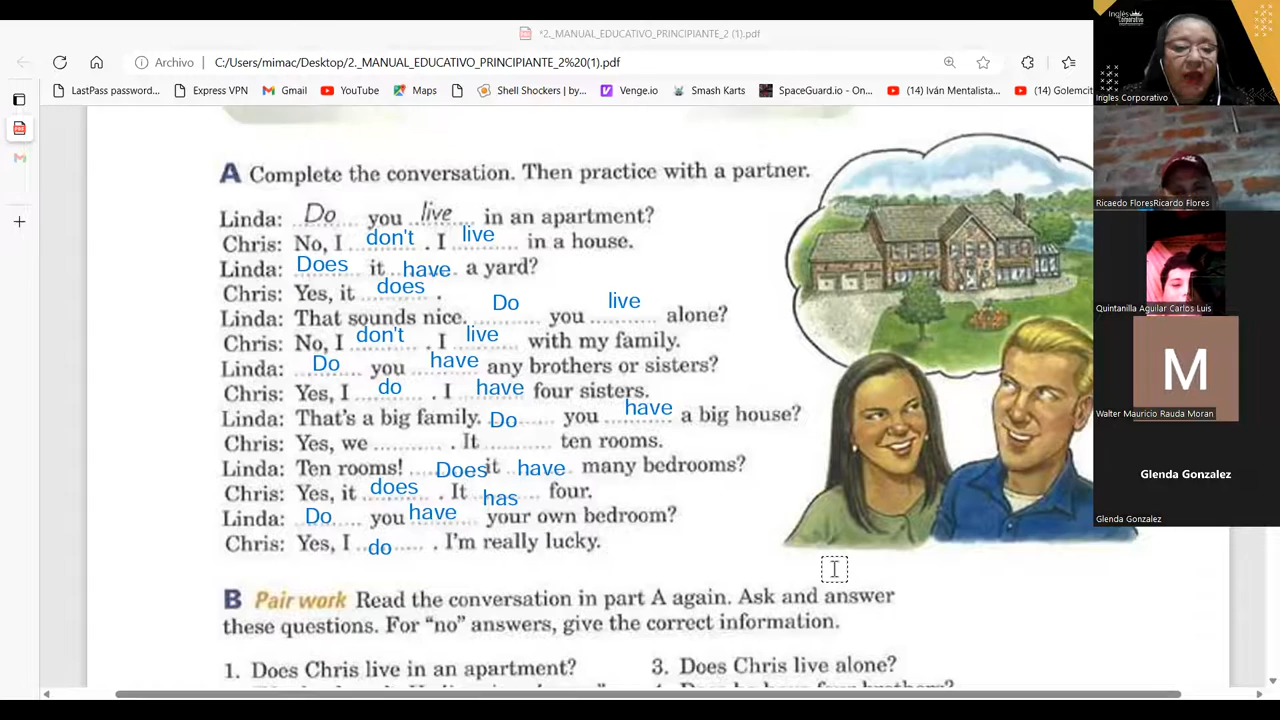 *2._MANUAL_EDUCATIVO_PRINCIPIANTE_2 (1).pdf
Archivo C:/Users/mimac/Desktop/2._MANUAL_EDUCATIVO_PRINCIPIANTE_2%20(1).pdf
LastPass password... Express VPN Gmail YouTube Maps Shell Shockers | by... Venge.io Smash Karts SpaceGuard.io - On... (14) Iván Mentalista... (14) Golemcit
A Complete the conversation. Then practice with a partner.
Linda: Do you live in an apartment?
Chris: No, I don't . I live in a house.
Linda: Does it have a yard?
Chris: Yes, it does .
Linda: That sounds nice. Do you live alone?
Chris: No, I don't . I live with my family.
Linda: Do you have any brothers or sisters?
Chris: Yes, I do . I have four sisters.
Linda: That's a big family. Do you have a big house?
Chris: Yes, we ........ . It ........ ten rooms.
Linda: Ten rooms! Does it have many bedrooms?
Chris: Yes, it does . It has four.
Linda: Do you have your own bedroom?
Chris: Yes, I do . I'm really lucky.
B Pair work Read the conversation in part A again. Ask and answer
these questions. For "no" answers, give the correct information.
1. Does Chris live in an apartment?
3. Does Chris live alone?
Inglés
Corporativo
Ingles Corporativo
Ricaedo FloresRicardo Flores
Quintanilla Aguilar Carlos Luis
M
Walter Mauricio Rauda Moran
Glenda Gonzalez
Glenda Gonzalez